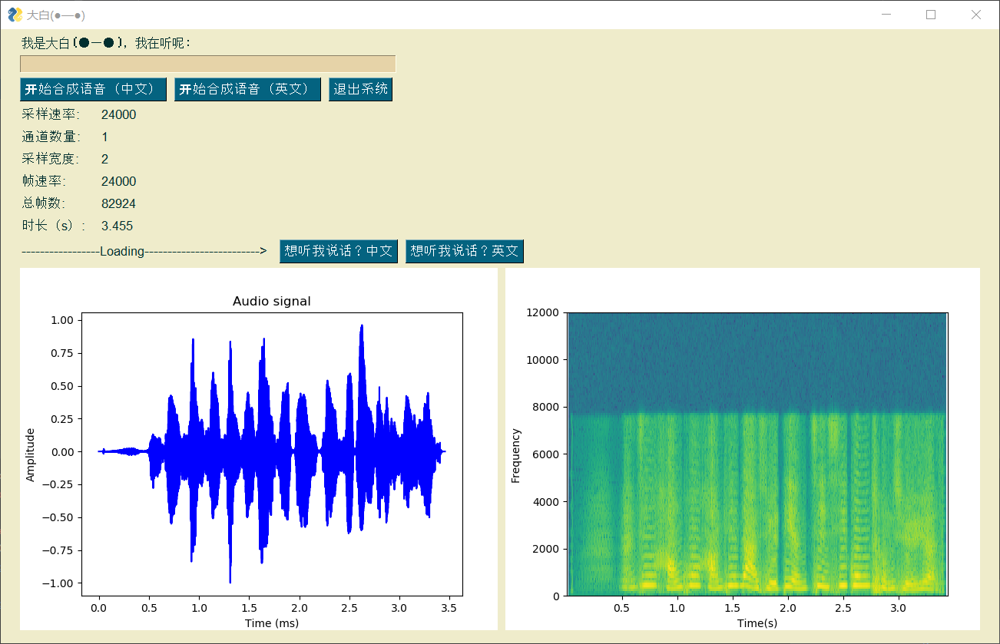 大白(●—●)
我是大白(●—●)，我在听呢：
开始合成语音（中文） 开始合成语音（英文） 退出系统
采样速率： 24000
通道数量： 1
采样宽度： 2
帧速率： 24000
总帧数： 82924
时长（s）： 3.455
-----------------Loading-------------------------> 想听我说话？中文 想听我说话？英文
Audio signal
1.00
0.75
0.50
0.25
0.00
−0.25
−0.50
−0.75
−1.00
Amplitude
0.0 0.5 1.0 1.5 2.0 2.5 3.0 3.5
Time (ms)
12000
10000
8000
6000
4000
2000
0
Frequency
0.5 1.0 1.5 2.0 2.5 3.0
Time(s)